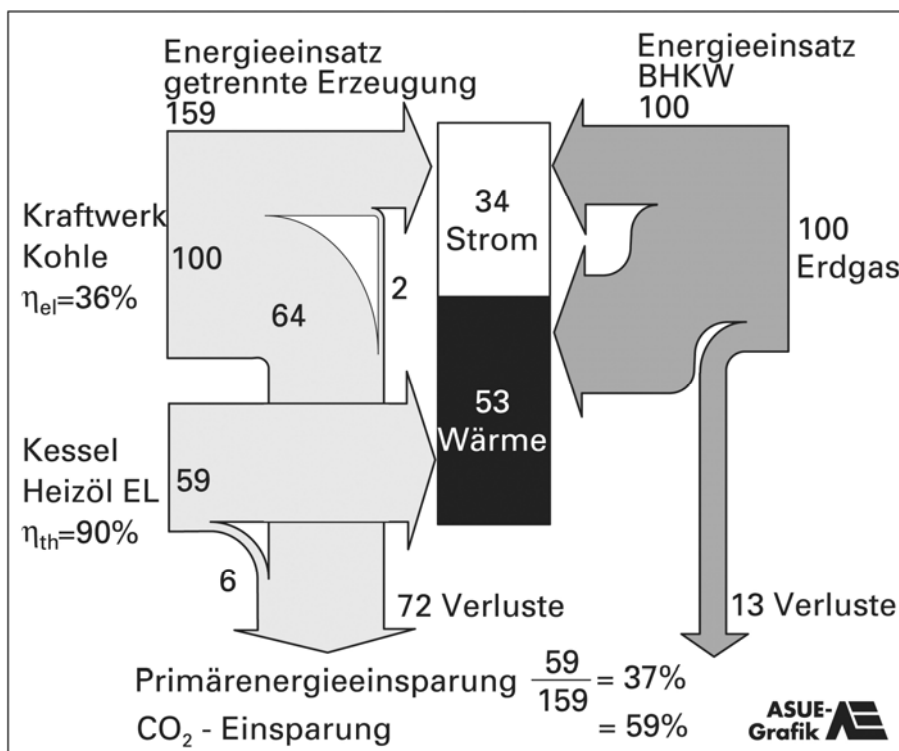 Energieeinsatz
getrennte Erzeugung
159
Energieeinsatz
BHKW
100
Kraftwerk
Kohle
ηel=36%
100
64
2
34
Strom
53
Wärme
100
Erdgas
Kessel
Heizöl EL
ηth=90%
59
6
72 Verluste
13 Verluste
Primärenergieeinsparung 59/159 = 37%
CO₂ - Einsparung = 59%
ASUE-
Grafik